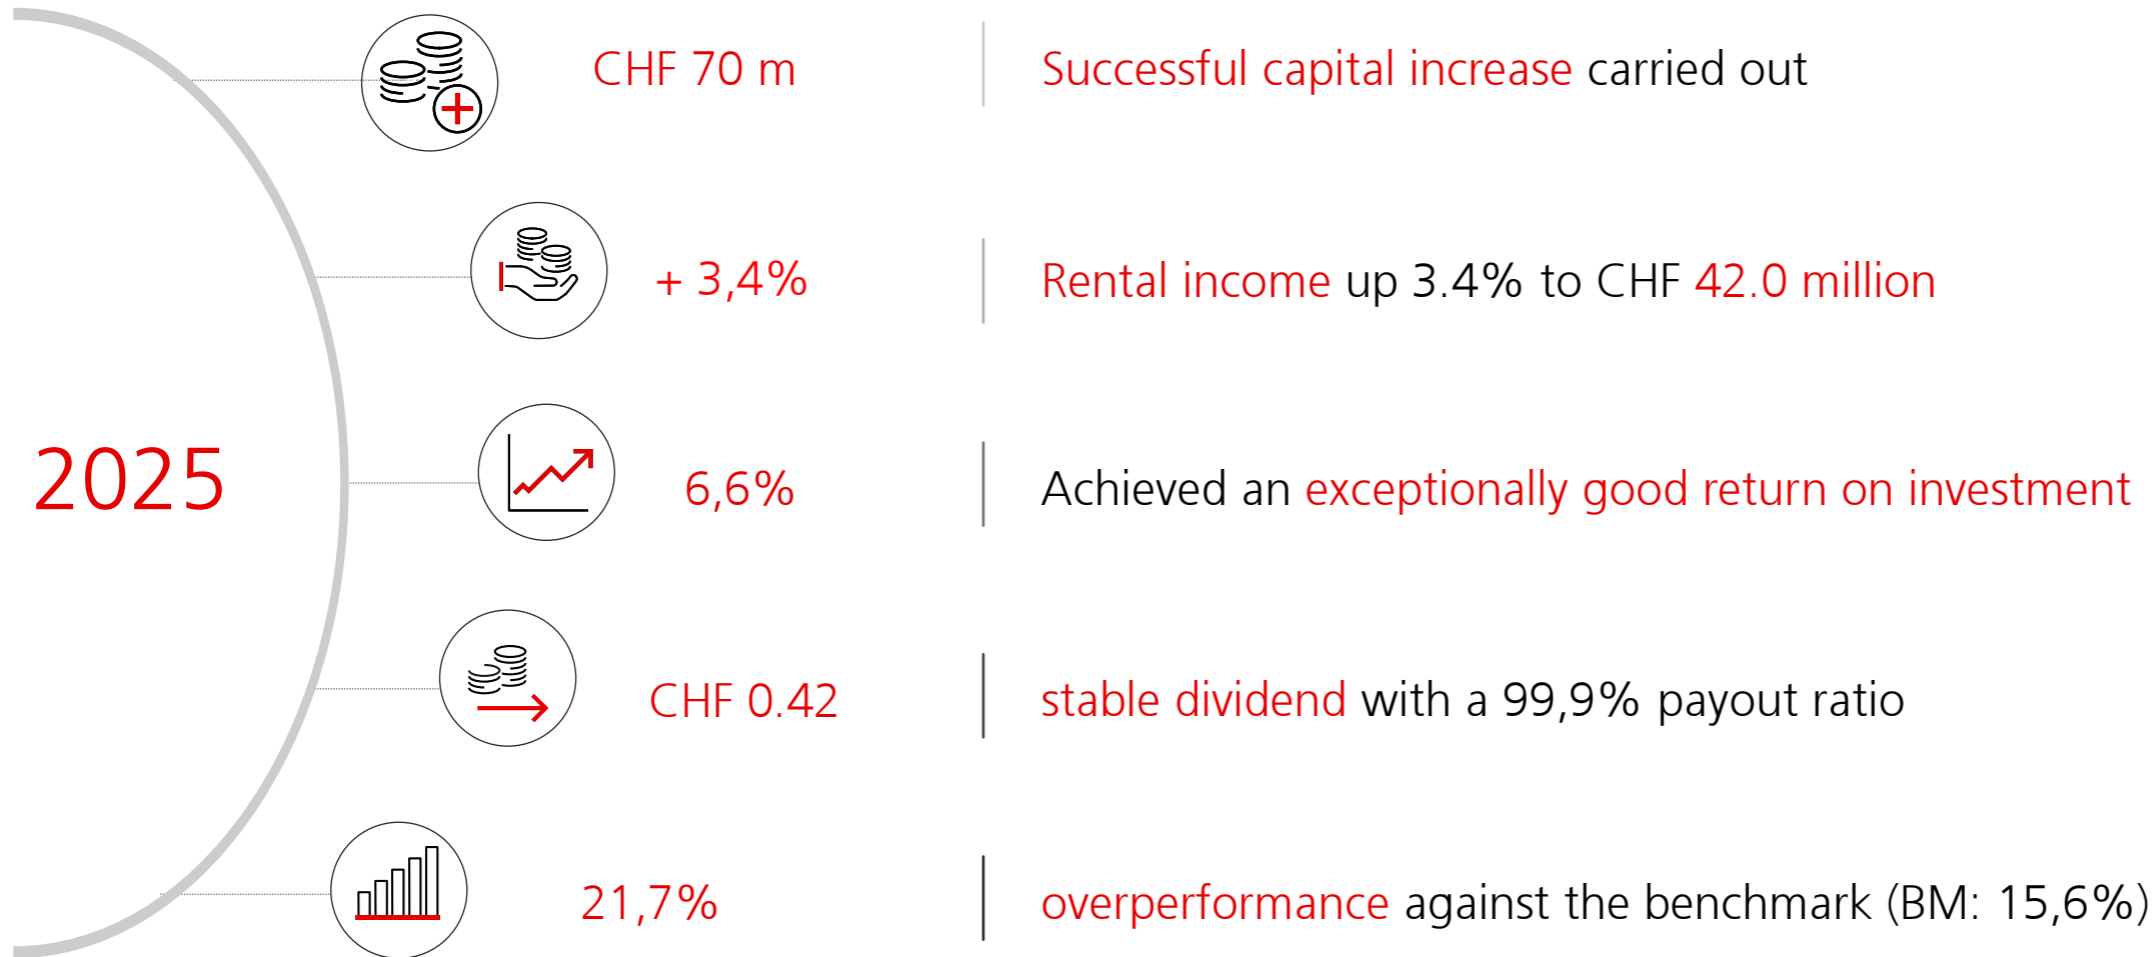 CHF 70 m
Successful capital increase carried out
+ 3,4%
Rental income up 3.4% to CHF 42.0 million
2025
6,6%
Achieved an exceptionally good return on investment
CHF 0.42
stable dividend with a 99,9% payout ratio
21,7%
overperformance against the benchmark (BM: 15,6%)